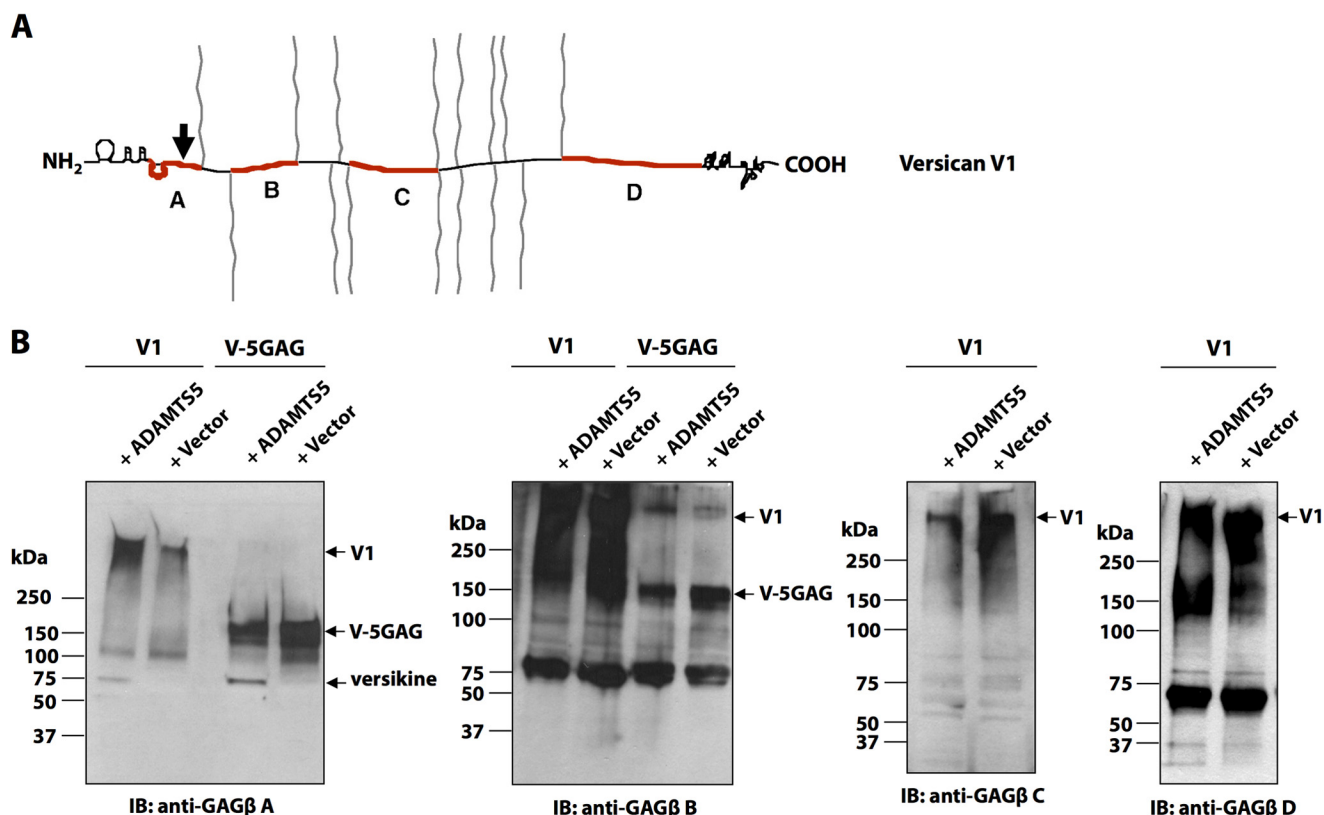 A
NH2
COOH
Versican V1
A
B
C
D
B
V1
V-5GAG
+ ADAMTS5
+ Vector
+ ADAMTS5
+ Vector
kDa
250
150
100
75
50
37
V1
V-5GAG
versikine
IB: anti-GAGβ A
V1
V-5GAG
+ ADAMTS5
+ Vector
+ ADAMTS5
+ Vector
kDa
250
150
100
75
50
37
V1
V-5GAG
IB: anti-GAGβ B
V1
+ ADAMTS5
+ Vector
kDa
250
150
100
75
50
37
V1
IB: anti-GAGβ C
V1
+ ADAMTS5
+ Vector
kDa
250
150
100
75
50
37
V1
IB: anti-GAGβ D